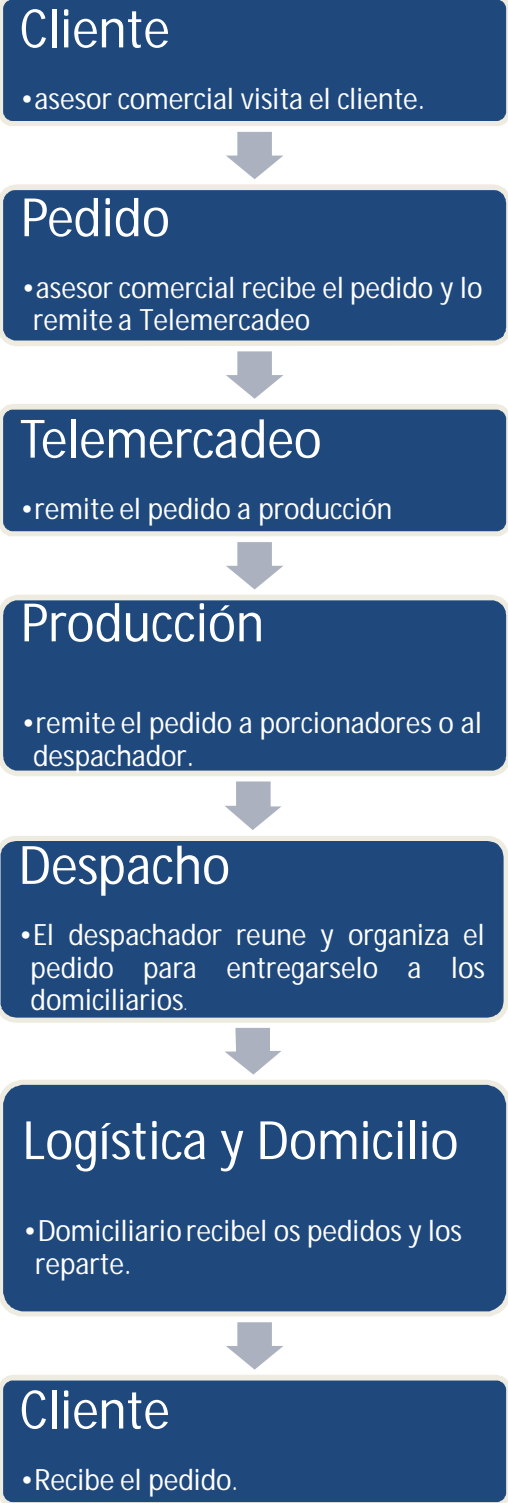 Cliente
•asesor comercial visita el cliente.
Pedido
•asesor comercial recibe el pedido y lo
remite a Telemercadeo
Telemercadeo
•remite el pedido a producción
Producción
•remite el pedido a porcionadores o al
despachador.
Despacho
•El despachador reune y organiza el
pedido para entregarselo a los
domiciliarios.
Logística y Domicilio
•Domiciliario recibel os pedidos y los
reparte.
Cliente
•Recibe el pedido.